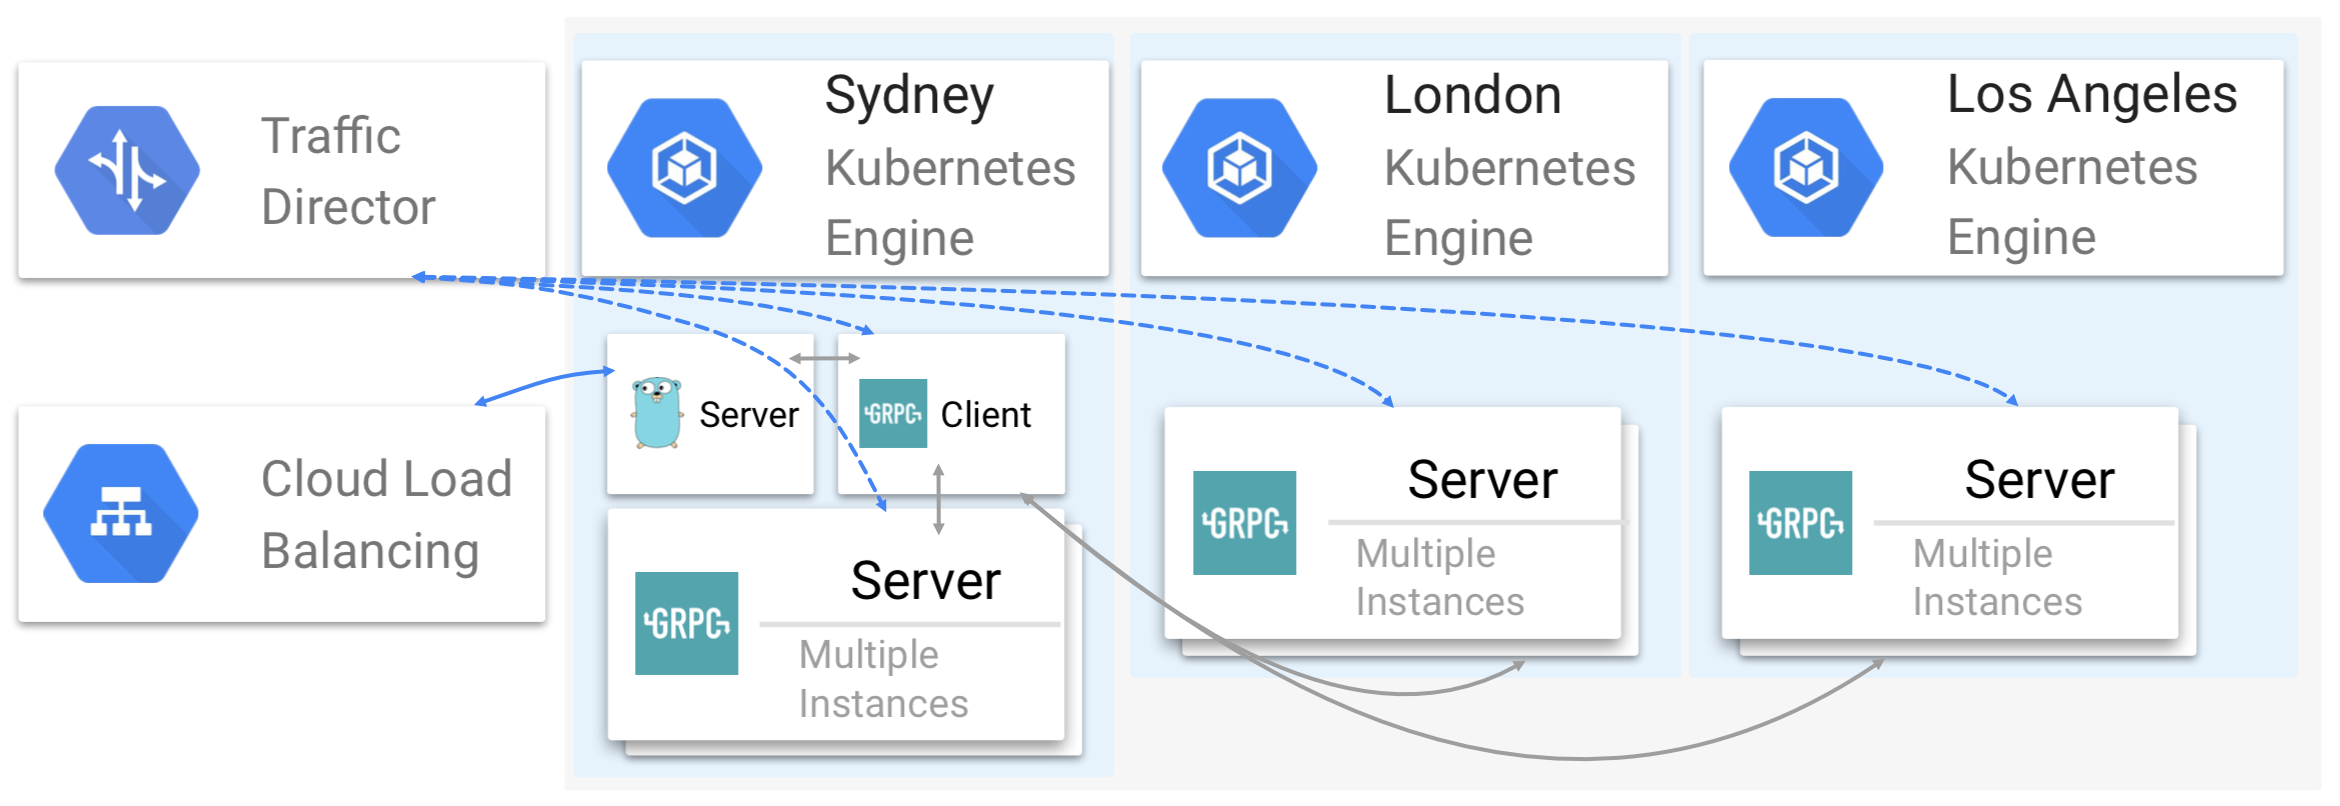 Traffic
Director
Sydney
Kubernetes
Engine
London
Kubernetes
Engine
Los Angeles
Kubernetes
Engine
Cloud Load
Balancing
Server
GRPC
Client
GRPC
Server
Multiple
Instances
GRPC
Server
Multiple
Instances
GRPC
Server
Multiple
Instances